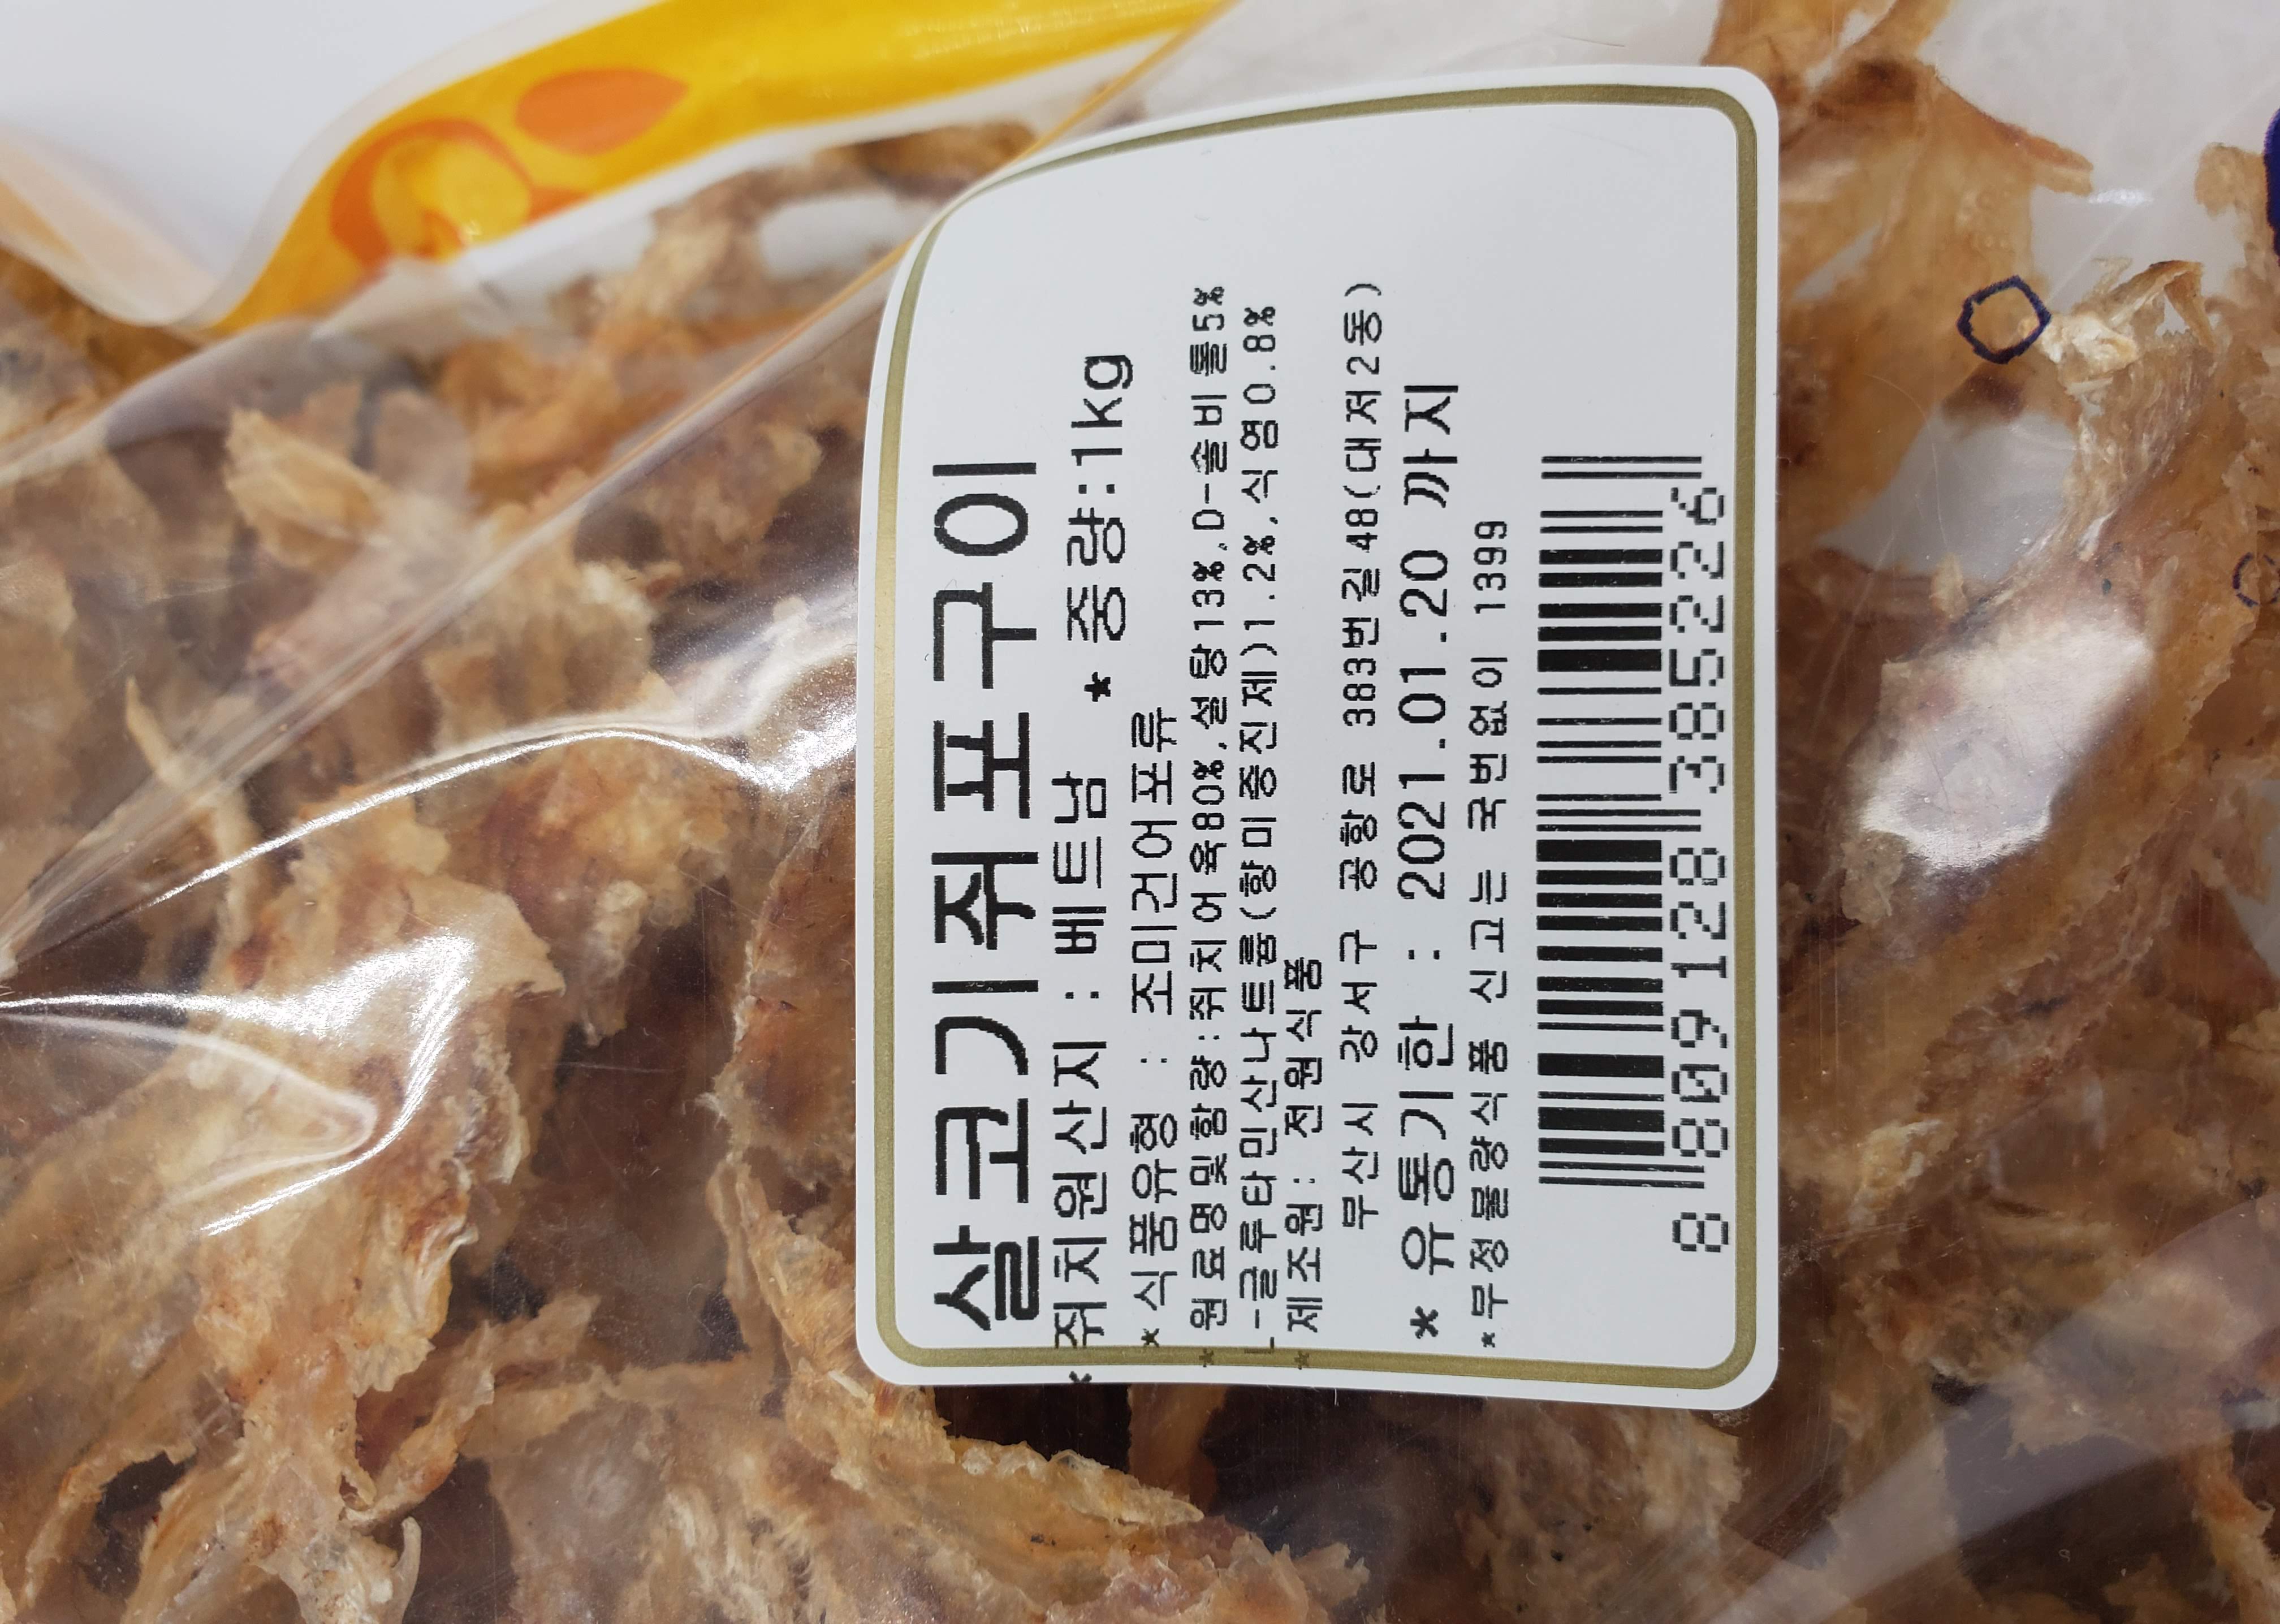 살코기쥐포구이
* 쥐치원산지 : 베트남 * 중량:1kg
* 식품유형 : 조미건어포류
* 원료명및함량:쥐치어육80%,설탕13%,D-솔비톨5%
L-글루타민산나트륨(향미증진제)1.2%,식염0.8%
* 제조원: 전원식품
부산시 강서구 공항로 383번길48(대저2동)
* 유통기한 : 2021.01.20 까지
*부정불량식품 신고는 국번없이 1399
8 809128 385226